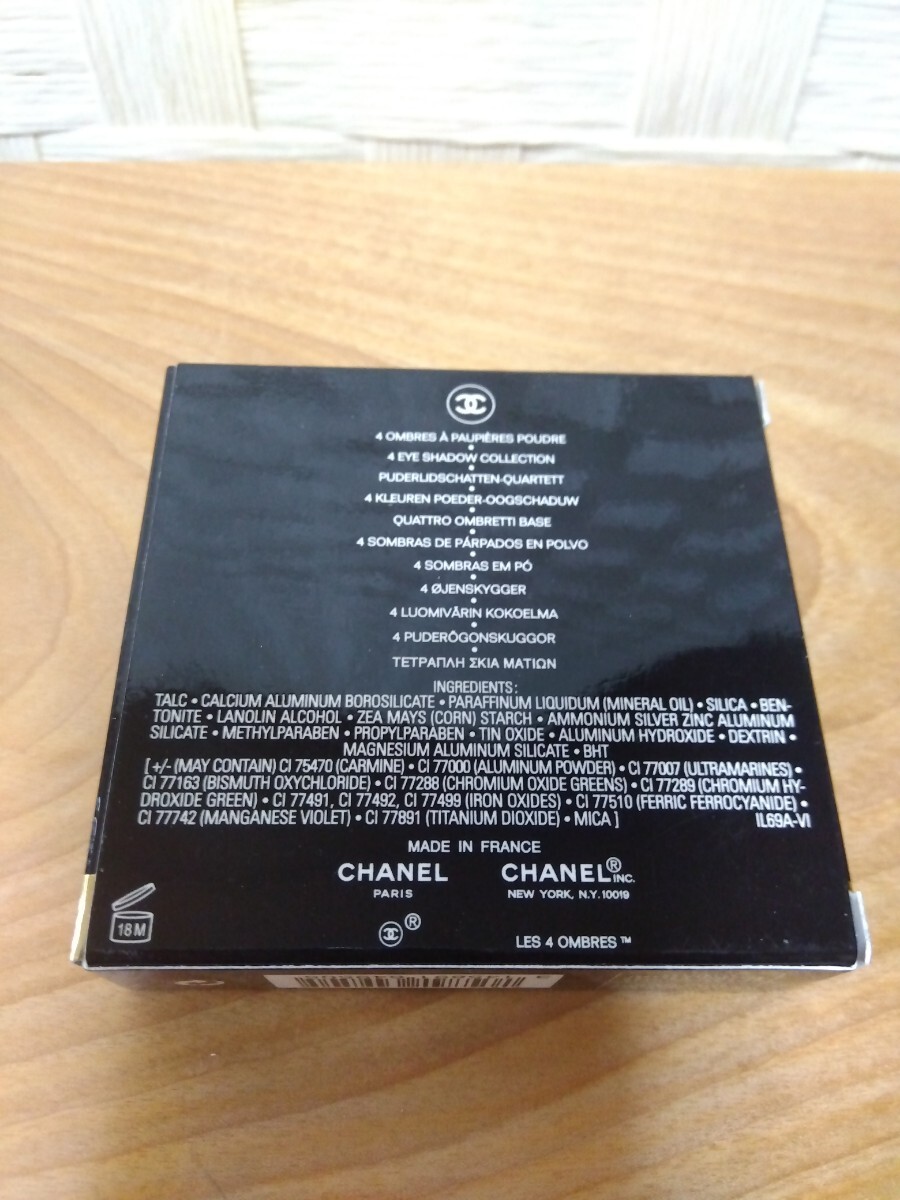 4 OMBRES À PAUPIÈRES POUDRE
4 EYE SHADOW COLLECTION
PUDERLIDSCHATTEN-QUARTETT
4 KLEUREN POEDER-OOGSCHADUW
QUATTRO OMBRETTI BASE
4 SOMBRAS DE PÁRPADOS EN POLVO
4 SOMBRAS EM PÓ
4 ØJENSKYGGER
4 LUOMIVÄRIN KOKOELMA
4 PUDERÖGONSKUGGOR
ΤΕΤΡΑΠΛΗ ΣΚΙΑ ΜΑΤΙΩΝ
INGREDIENTS:
TALC • CALCIUM ALUMINUM BOROSILICATE • PARAFFINUM LIQUIDUM (MINERAL OIL) • SILICA • BEN-
TONITE • LANOLIN ALCOHOL • ZEA MAYS (CORN) STARCH • AMMONIUM SILVER ZINC ALUMINUM
SILICATE • METHYLPARABEN • PROPYLPARABEN • TIN OXIDE • ALUMINUM HYDROXIDE • DEXTRIN •
MAGNESIUM ALUMINUM SILICATE • BHT
[ +/- (MAY CONTAIN) CI 75470 (CARMINE) • CI 77000 (ALUMINUM POWDER) • CI 77007 (ULTRAMARINES) •
CI 77163 (BISMUTH OXYCHLORIDE) • CI 77288 (CHROMIUM OXIDE GREENS) • CI 77289 (CHROMIUM HY-
DROXIDE GREEN) • CI 77491, CI 77492, CI 77499 (IRON OXIDES) • CI 77510 (FERRIC FERROCYANIDE) •
CI 77742 (MANGANESE VIOLET) • CI 77891 (TITANIUM DIOXIDE) • MICA ] IL69A-VI
MADE IN FRANCE
CHANEL CHANEL® INC.
PARIS NEW YORK, N.Y. 10019
18M
®
LES 4 OMBRES ™